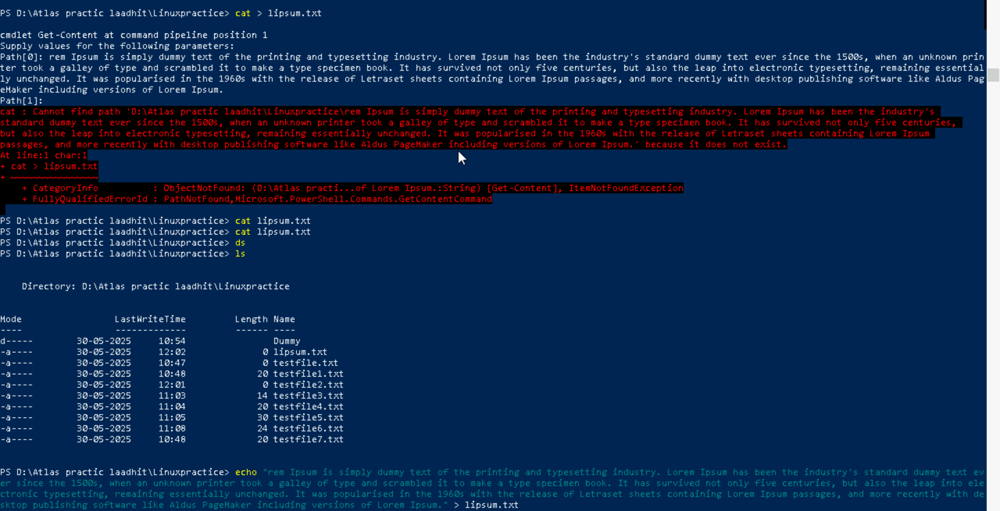 PS D:\Atlas practic laadhit\Linuxpractice> cat > lipsum.txt
cmdlet Get-Content at command pipeline position 1
Supply values for the following parameters:
Path[0]: rem Ipsum is simply dummy text of the printing and typesetting industry. Lorem Ipsum has been the industry's standard dummy text ever since the 1500s, when an unknown prin
ter took a galley of type and scrambled it to make a type specimen book. It has survived not only five centuries, but also the leap into electronic typesetting, remaining essential
ly unchanged. It was popularised in the 1960s with the release of Letraset sheets containing Lorem Ipsum passages, and more recently with desktop publishing software like Aldus Pag
eMaker including versions of Lorem Ipsum.
Path[1]:
cat : Cannot find path 'D:\Atlas practic laadhit\Linuxpractice\rem Ipsum is simply dummy text of the printing and typesetting industry. Lorem Ipsum has been the industry's
standard dummy text ever since the 1500s, when an unknown printer took a galley of type and scrambled it to make a type specimen book. It has survived not only five centuries,
but also the leap into electronic typesetting, remaining essentially unchanged. It was popularised in the 1960s with the release of Letraset sheets containing Lorem Ipsum
passages, and more recently with desktop publishing software like Aldus PageMaker including versions of Lorem Ipsum.' because it does not exist.
At line:1 char:1
+ cat > lipsum.txt
+ ~~~~~~~~~~~~~~~~
    + CategoryInfo          : ObjectNotFound: (D:\Atlas practi...of Lorem Ipsum.:String) [Get-Content], ItemNotFoundException
    + FullyQualifiedErrorId : PathNotFound,Microsoft.PowerShell.Commands.GetContentCommand
PS D:\Atlas practic laadhit\Linuxpractice> cat lipsum.txt
PS D:\Atlas practic laadhit\Linuxpractice> cat lipsum.txt
PS D:\Atlas practic laadhit\Linuxpractice> ds
PS D:\Atlas practic laadhit\Linuxpractice> ls
    Directory: D:\Atlas practic laadhit\Linuxpractice
Mode                 LastWriteTime         Length Name
----                 -------------         ------ ----
d-----        30-05-2025     10:54                Dummy
-a----        30-05-2025     12:02              0 lipsum.txt
-a----        30-05-2025     10:47              0 testfile.txt
-a----        30-05-2025     10:48             20 testfile1.txt
-a----        30-05-2025     12:01              0 testfile2.txt
-a----        30-05-2025     11:03             14 testfile3.txt
-a----        30-05-2025     11:04             20 testfile4.txt
-a----        30-05-2025     11:05             30 testfile5.txt
-a----        30-05-2025     11:08             24 testfile6.txt
-a----        30-05-2025     10:48             20 testfile7.txt
PS D:\Atlas practic laadhit\Linuxpractice> echo "rem Ipsum is simply dummy text of the printing and typesetting industry. Lorem Ipsum has been the industry's standard dummy text ev
er since the 1500s, when an unknown printer took a galley of type and scrambled it to make a type specimen book. It has survived not only five centuries, but also the leap into ele
ctronic typesetting, remaining essentially unchanged. It was popularised in the 1960s with the release of Letraset sheets containing Lorem Ipsum passages, and more recently with de
sktop publishing software like Aldus PageMaker including versions of Lorem Ipsum." > lipsum.txt